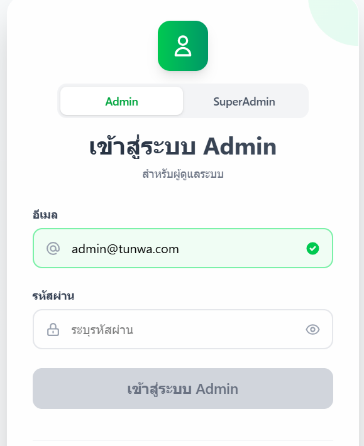 Admin
SuperAdmin
เข้าสู่ระบบ Admin
สำหรับผู้ดูแลระบบ
อีเมล
admin@tunwa.com
รหัสผ่าน
ระบุรหัสผ่าน
เข้าสู่ระบบ Admin